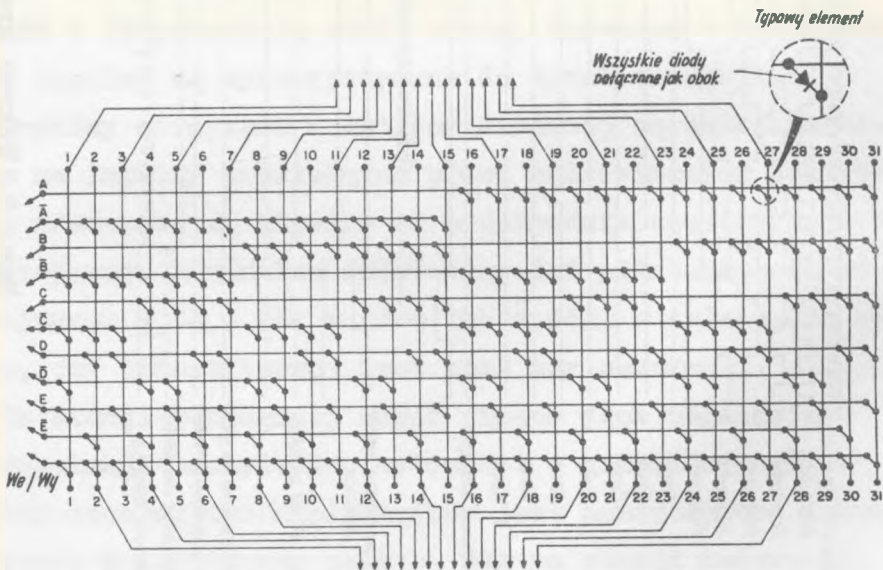 Typowy element
Wszystkie diody
połączone jak obok
1 2 3 4 5 6 7 8 9 10 11 12 13 14 15 16 17 18 19 20 21 22 23 24 25 26 27 28 29 30 31
A
Ā
B
B̄
C
C̄
D
D̄
E
Ē
We / Wy
1 2 3 4 5 6 7 8 9 10 11 12 13 14 15 16 17 18 19 20 21 22 23 24 25 26 27 28 29 30 31